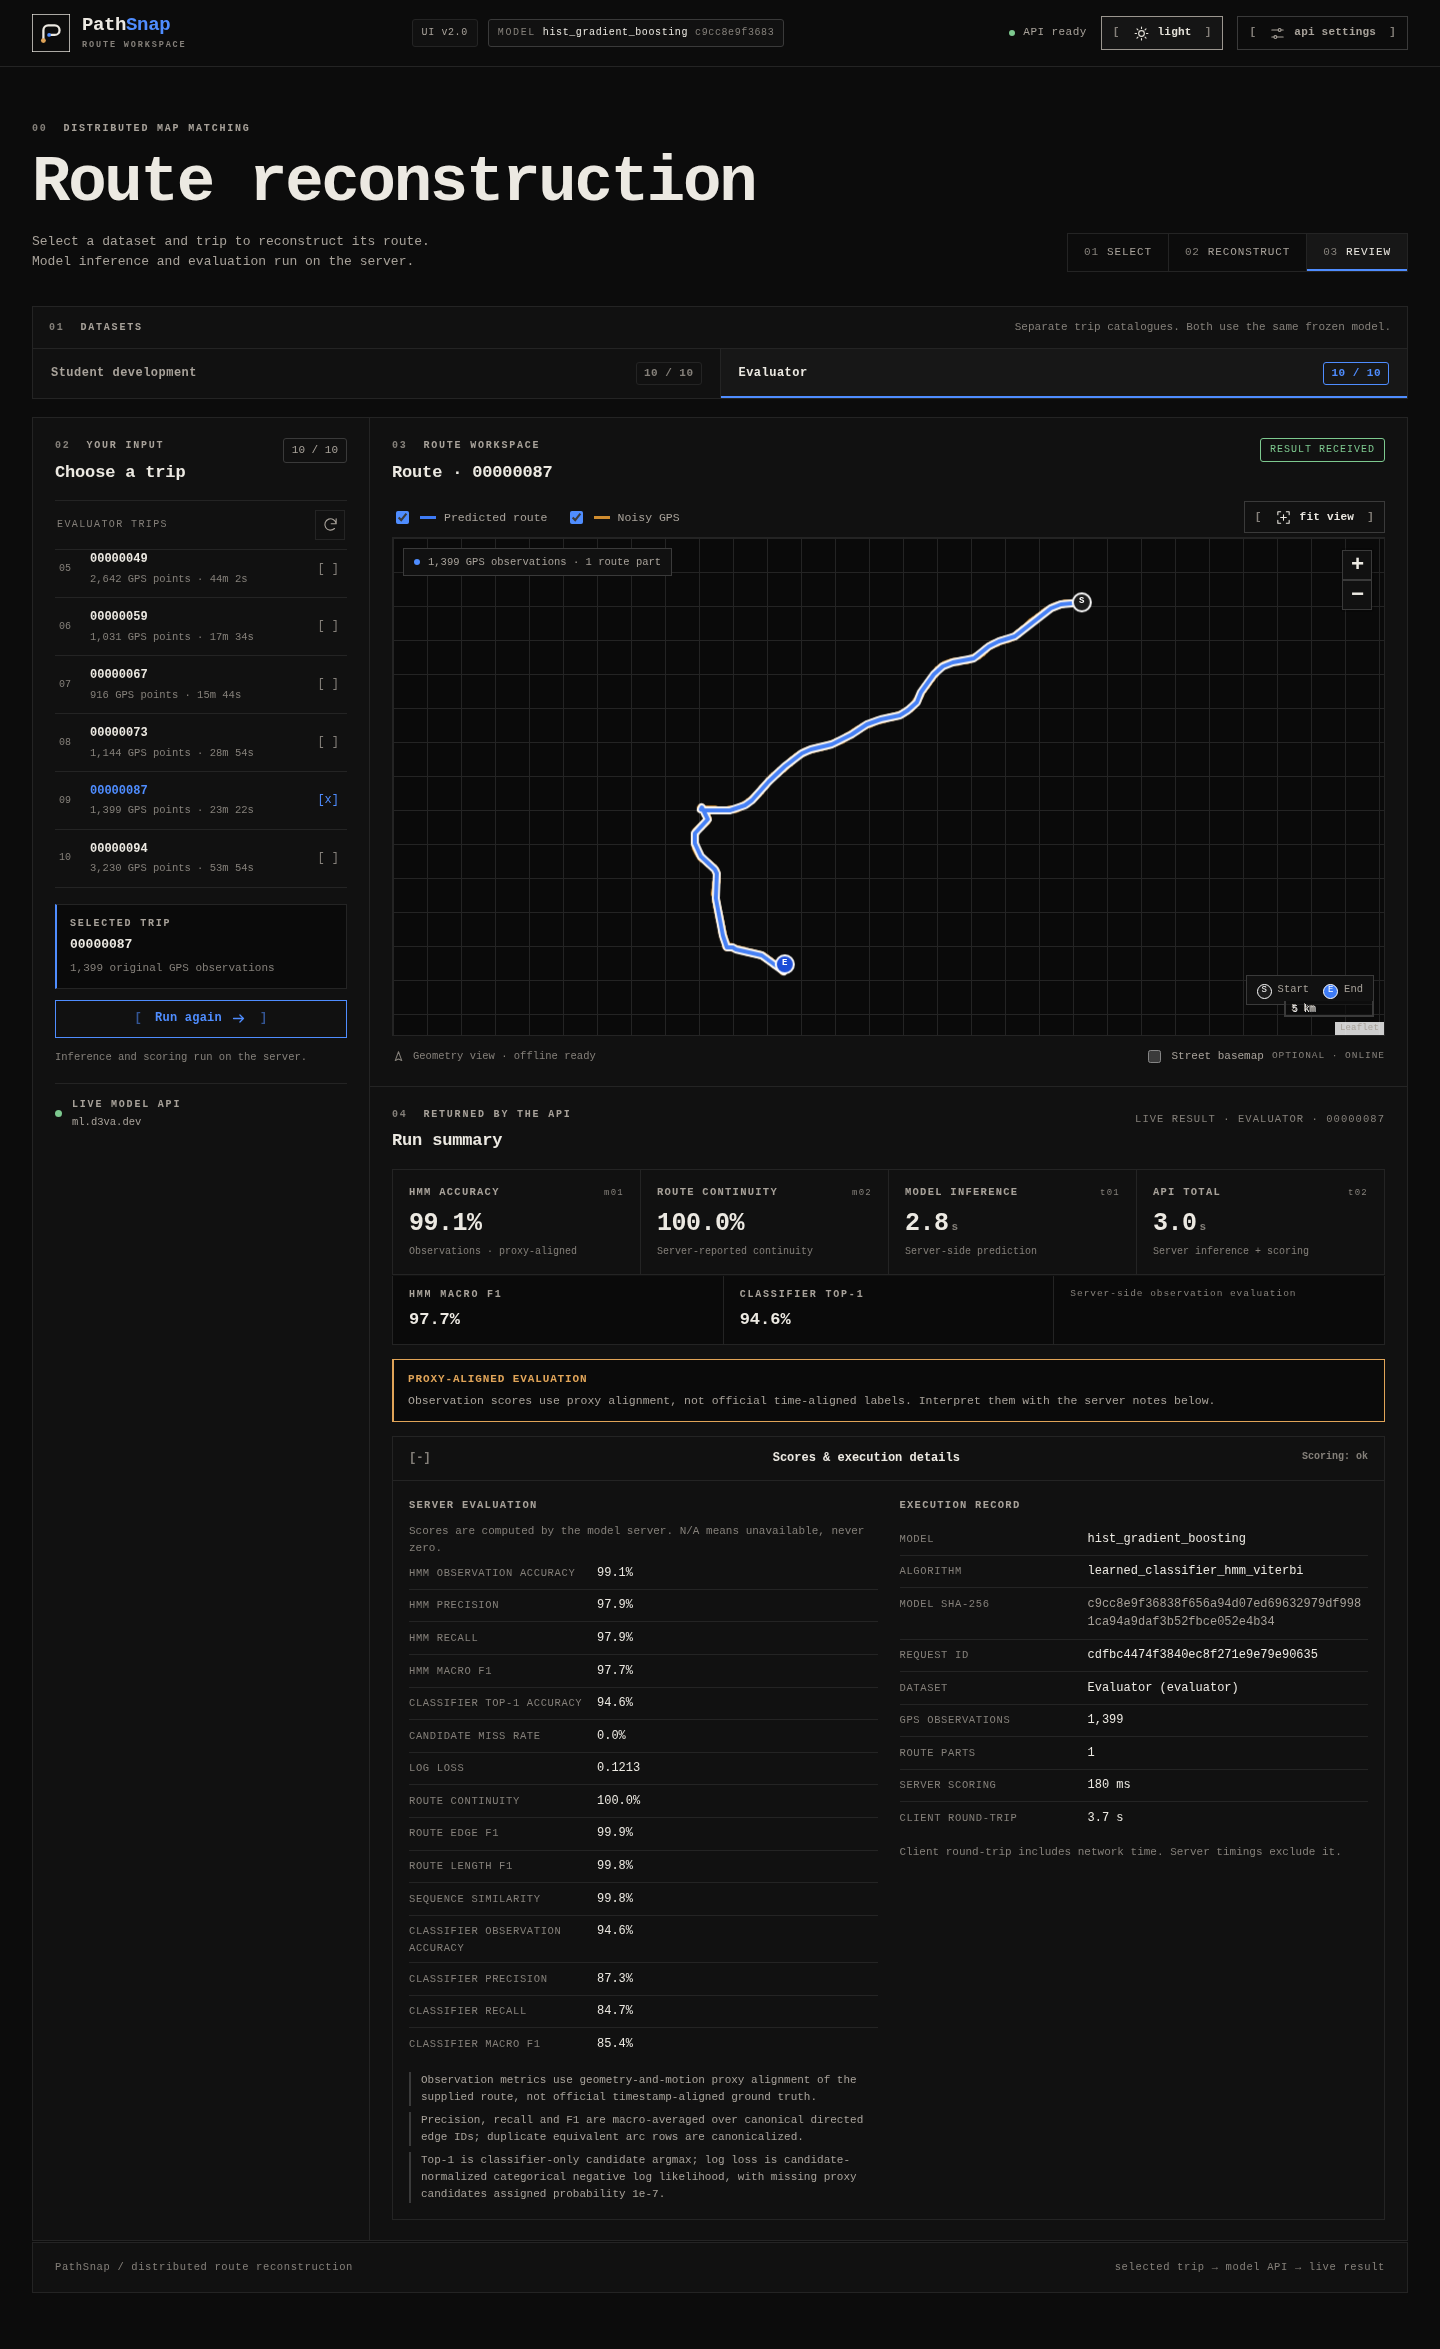 PathSnap
ROUTE WORKSPACE
UI v2.0
MODEL hist_gradient_boosting c9cc8e9f3683
API ready
[ light ]
[ api settings ]
00 DISTRIBUTED MAP MATCHING
Route reconstruction
Select a dataset and trip to reconstruct its route.
Model inference and evaluation run on the server.
01 SELECT
02 RECONSTRUCT
03 REVIEW
01 DATASETS
Separate trip catalogues. Both use the same frozen model.
Student development
10 / 10
Evaluator
10 / 10
02 YOUR INPUT
10 / 10
Choose a trip
EVALUATOR TRIPS
05 00000049 [ ]
2,642 GPS points · 44m 2s
06 00000059 [ ]
1,031 GPS points · 17m 34s
07 00000067 [ ]
916 GPS points · 15m 44s
08 00000073 [ ]
1,144 GPS points · 28m 54s
09 00000087 [x]
1,399 GPS points · 23m 22s
10 00000094 [ ]
3,230 GPS points · 53m 54s
SELECTED TRIP
00000087
1,399 original GPS observations
[ Run again → ]
Inference and scoring run on the server.
LIVE MODEL API
ml.d3va.dev
03 ROUTE WORKSPACE
Route · 00000087
RESULT RECEIVED
Predicted route
Noisy GPS
[ fit view ]
1,399 GPS observations · 1 route part
+
−
S
E
S Start E End
5 km
Leaflet
Geometry view · offline ready
Street basemap OPTIONAL · ONLINE
04 RETURNED BY THE API
Run summary
LIVE RESULT · EVALUATOR · 00000087
HMM ACCURACY m01
99.1%
Observations · proxy-aligned
ROUTE CONTINUITY m02
100.0%
Server-reported continuity
MODEL INFERENCE t01
2.8 s
Server-side prediction
API TOTAL t02
3.0 s
Server inference + scoring
HMM MACRO F1
97.7%
CLASSIFIER TOP-1
94.6%
Server-side observation evaluation
PROXY-ALIGNED EVALUATION
Observation scores use proxy alignment, not official time-aligned labels. Interpret them with the server notes below.
[-] Scores & execution details Scoring: ok
SERVER EVALUATION
Scores are computed by the model server. N/A means unavailable, never
zero.
HMM OBSERVATION ACCURACY 99.1%
HMM PRECISION 97.9%
HMM RECALL 97.9%
HMM MACRO F1 97.7%
CLASSIFIER TOP-1 ACCURACY 94.6%
CANDIDATE MISS RATE 0.0%
LOG LOSS 0.1213
ROUTE CONTINUITY 100.0%
ROUTE EDGE F1 99.9%
ROUTE LENGTH F1 99.8%
SEQUENCE SIMILARITY 99.8%
CLASSIFIER OBSERVATION 94.6%
ACCURACY
CLASSIFIER PRECISION 87.3%
CLASSIFIER RECALL 84.7%
CLASSIFIER MACRO F1 85.4%
Observation metrics use geometry-and-motion proxy alignment of the
supplied route, not official timestamp-aligned ground truth.
Precision, recall and F1 are macro-averaged over canonical directed
edge IDs; duplicate equivalent arc rows are canonicalized.
Top-1 is classifier-only candidate argmax; log loss is candidate-
normalized categorical negative log likelihood, with missing proxy
candidates assigned probability 1e-7.
EXECUTION RECORD
MODEL hist_gradient_boosting
ALGORITHM learned_classifier_hmm_viterbi
MODEL SHA-256 c9cc8e9f36838f656a94d07ed69632979df998
1ca94a9daf3b52fbce052e4b34
REQUEST ID cdfbc4474f3840ec8f271e9e79e90635
DATASET Evaluator (evaluator)
GPS OBSERVATIONS 1,399
ROUTE PARTS 1
SERVER SCORING 180 ms
CLIENT ROUND-TRIP 3.7 s
Client round-trip includes network time. Server timings exclude it.
PathSnap / distributed route reconstruction
selected trip → model API → live result